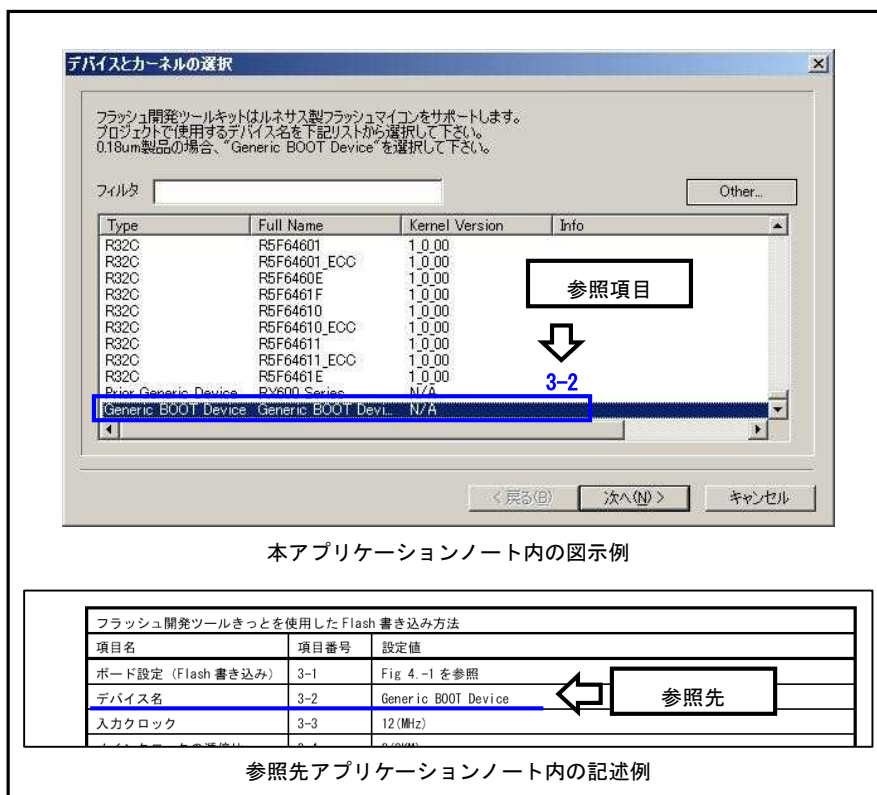 デバイスとカーネルの選択
フラッシュ開発ツールキットはルネサス製フラッシュマイコンをサポートします。
プロジェクトで使用するデバイス名を下記リストから選択して下さい。
0.18um製品の場合、"Generic BOOT Device"を選択して下さい。
フィルタ Other...
Type Full Name Kernel Version Info
R32C R5F64601 1_0_00
R32C R5F64601_ECC 1_0_00
R32C R5F6460E 1_0_00
R32C R5F6461F 1_0_00
R32C R5F64610 1_0_00
R32C R5F64610_ECC 1_0_00
R32C R5F64611 1_0_00
R32C R5F64611_ECC 1_0_00
R32C R5F6461E 1_0_00
Prior Generic Device RX600 Series N/A
Generic BOOT Device Generic BOOT Devi... N/A
参照項目
3-2
< 戻る(B) 次へ(N) > キャンセル
本アプリケーションノート内の図示例
フラッシュ開発ツールきっとを使用した Flash 書き込み方法
項目名 項目番号 設定値
ボード設定（Flash 書き込み） 3-1 Fig 4.-1 を参照
デバイス名 3-2 Generic BOOT Device
参照先
入力クロック 3-3 12(MHz)
参照先アプリケーションノート内の記述例